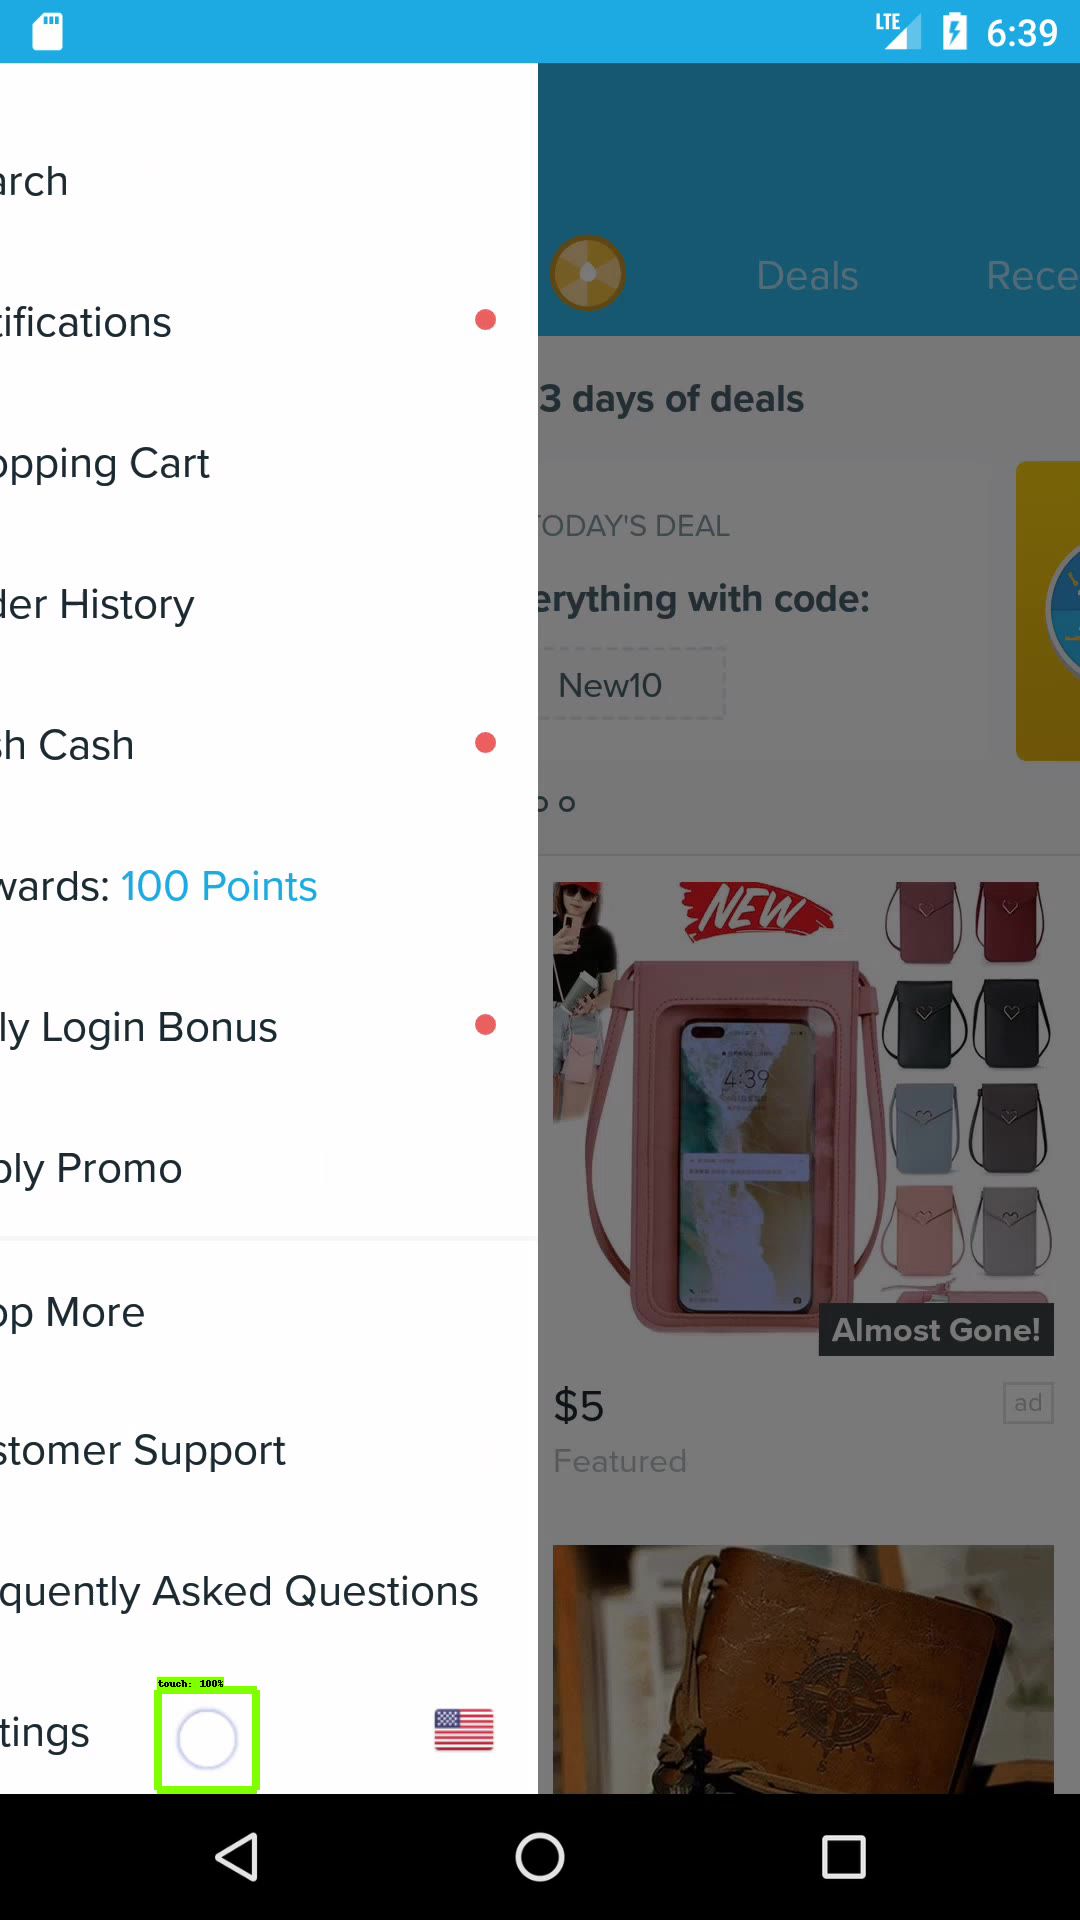 LTE 6:39
arch
tifications
opping Cart
der History
sh Cash
wards: 100 Points
ly Login Bonus
ply Promo
op More
stomer Support
quently Asked Questions
tings
touch: 100%
Deals
Rece
3 days of deals
TODAY'S DEAL
erything with code:
New10
NEW
4:39
Almost Gone!
$5
ad
Featured